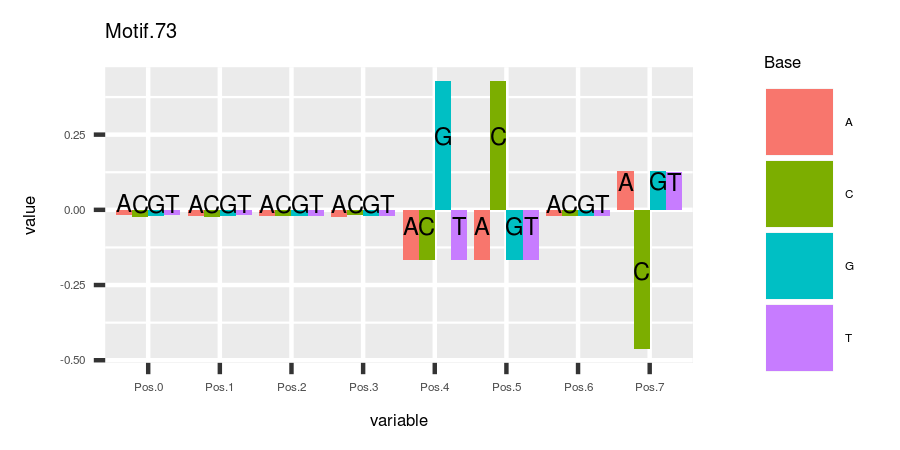 Motif.73
value
0.25
0.00
-0.25
-0.50
ACGT ACGT ACGT ACGT AC G T A C GT ACGT A C GT
Pos.0 Pos.1 Pos.2 Pos.3 Pos.4 Pos.5 Pos.6 Pos.7
variable
Base
A
C
G
T